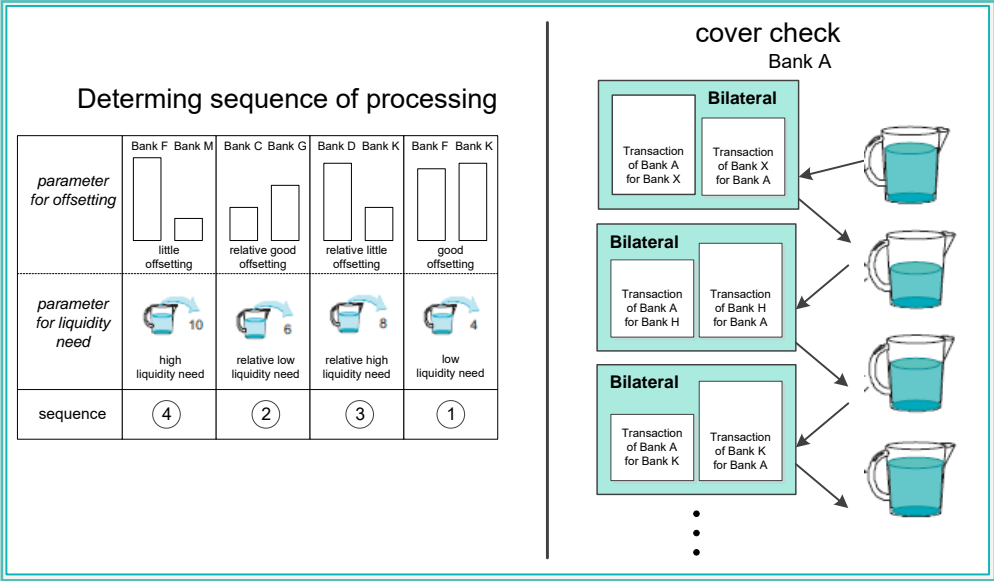 Determing sequence of processing
parameter
for offsetting
Bank F Bank M
little
offsetting
Bank C Bank G
relative good
offsetting
Bank D Bank K
relative little
offsetting
Bank F Bank K
good
offsetting
parameter
for liquidity
need
10
high
liquidity need
6
relative low
liquidity need
8
relative high
liquidity need
4
low
liquidity need
sequence
4
2
3
1
cover check
Bank A
Bilateral
Transaction
of Bank A
for Bank X
Transaction
of Bank X
for Bank A
Bilateral
Transaction
of Bank A
for Bank H
Transaction
of Bank H
for Bank A
Bilateral
Transaction
of Bank A
for Bank K
Transaction
of Bank K
for Bank A